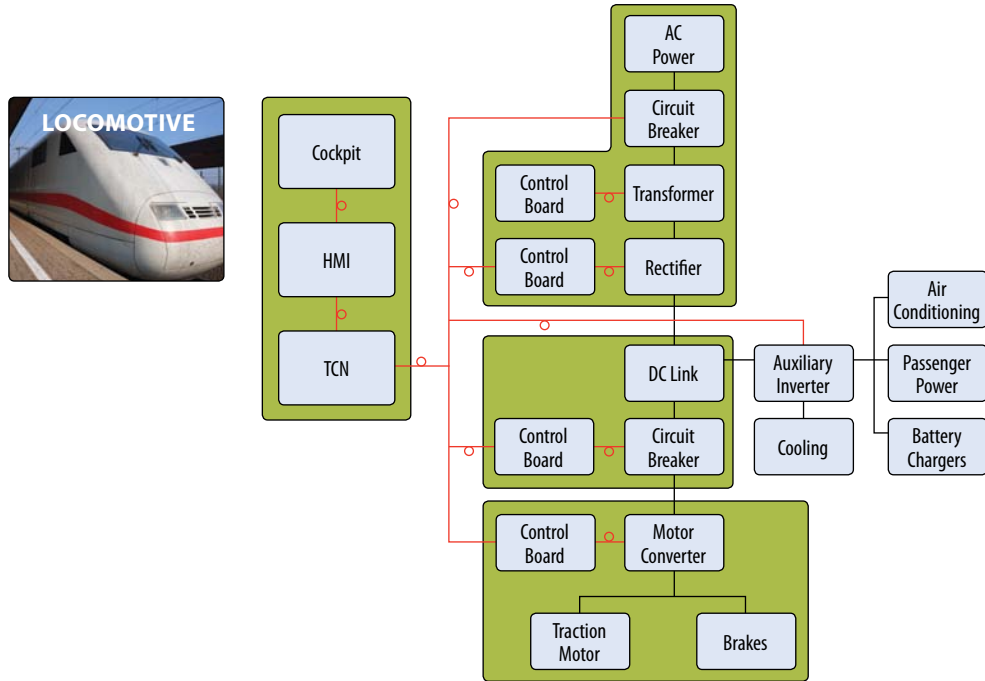 LOCOMOTIVE
Cockpit
HMI
TCN
AC
Power
Circuit
Breaker
Control
Board
Transformer
Control
Board
Rectifier
DC Link
Auxiliary
Inverter
Air
Conditioning
Passenger
Power
Battery
Chargers
Cooling
Control
Board
Circuit
Breaker
Control
Board
Motor
Converter
Traction
Motor
Brakes